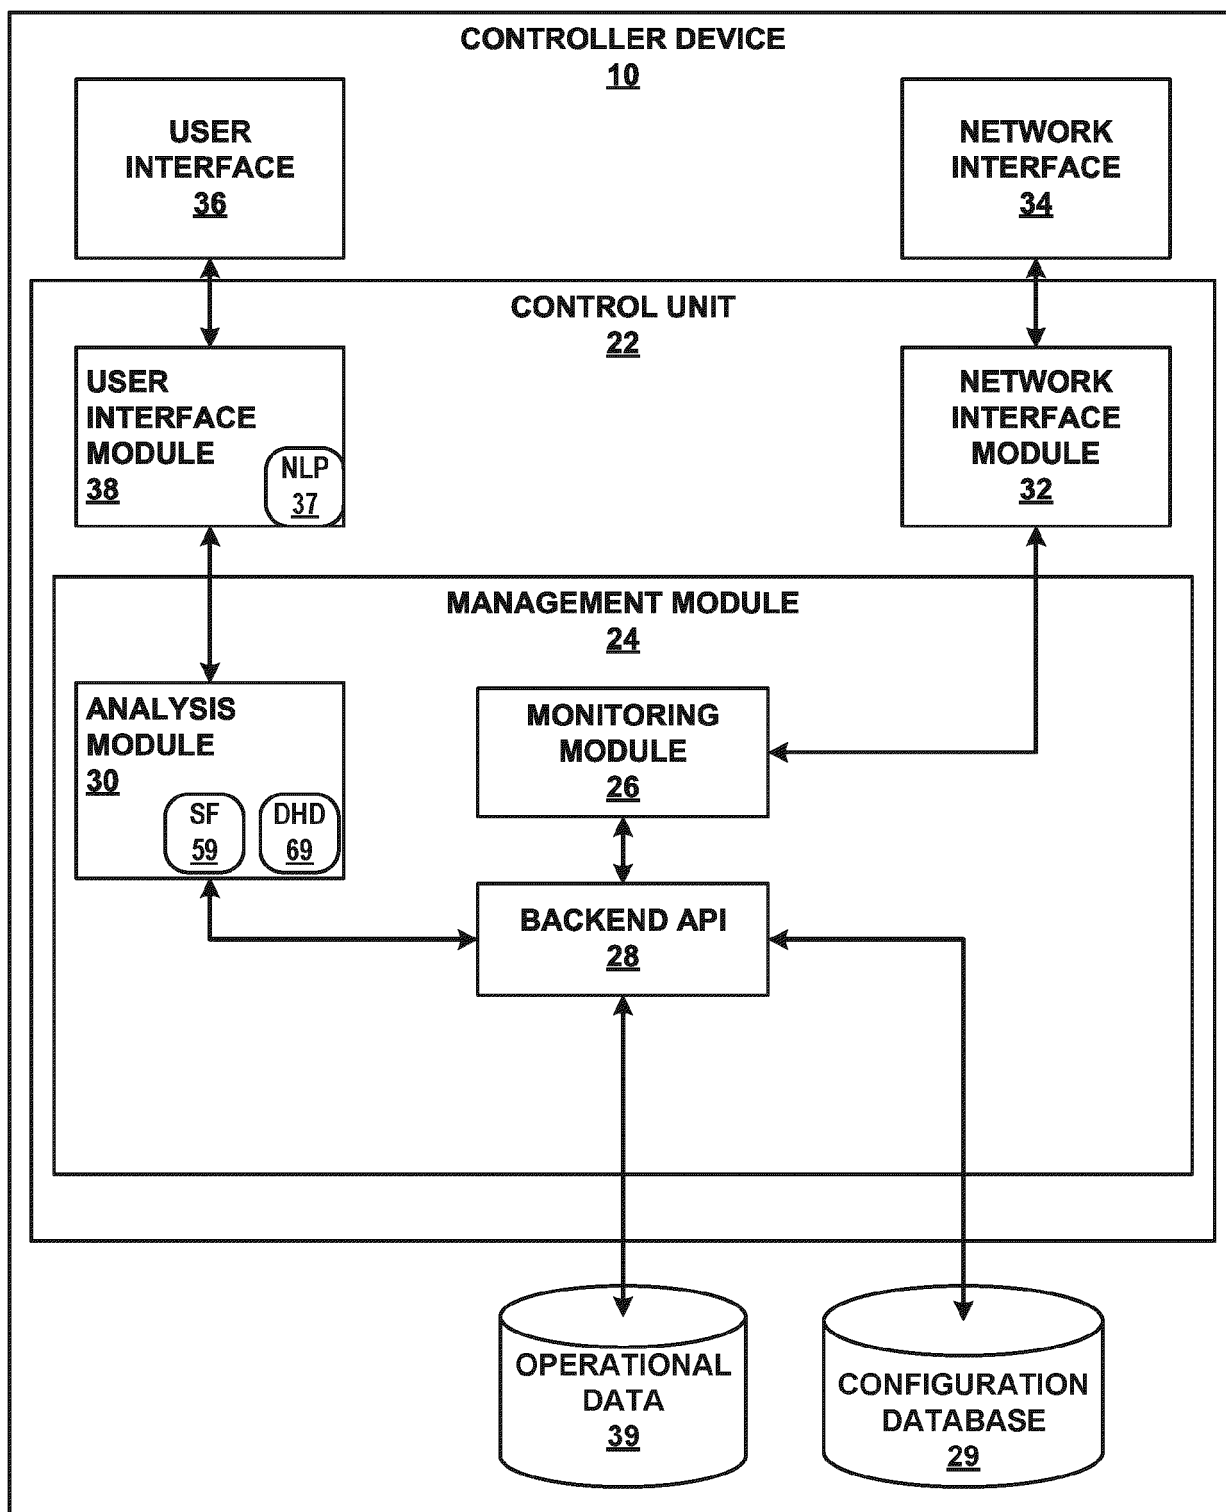 CONTROLLER DEVICE
10
USER
INTERFACE
36
NETWORK
INTERFACE
34
CONTROL UNIT
22
USER
INTERFACE
MODULE
38
NLP
37
NETWORK
INTERFACE
MODULE
32
MANAGEMENT MODULE
24
ANALYSIS
MODULE
30
SF
59
DHD
69
MONITORING
MODULE
26
BACKEND API
28
OPERATIONAL
DATA
39
CONFIGURATION
DATABASE
29